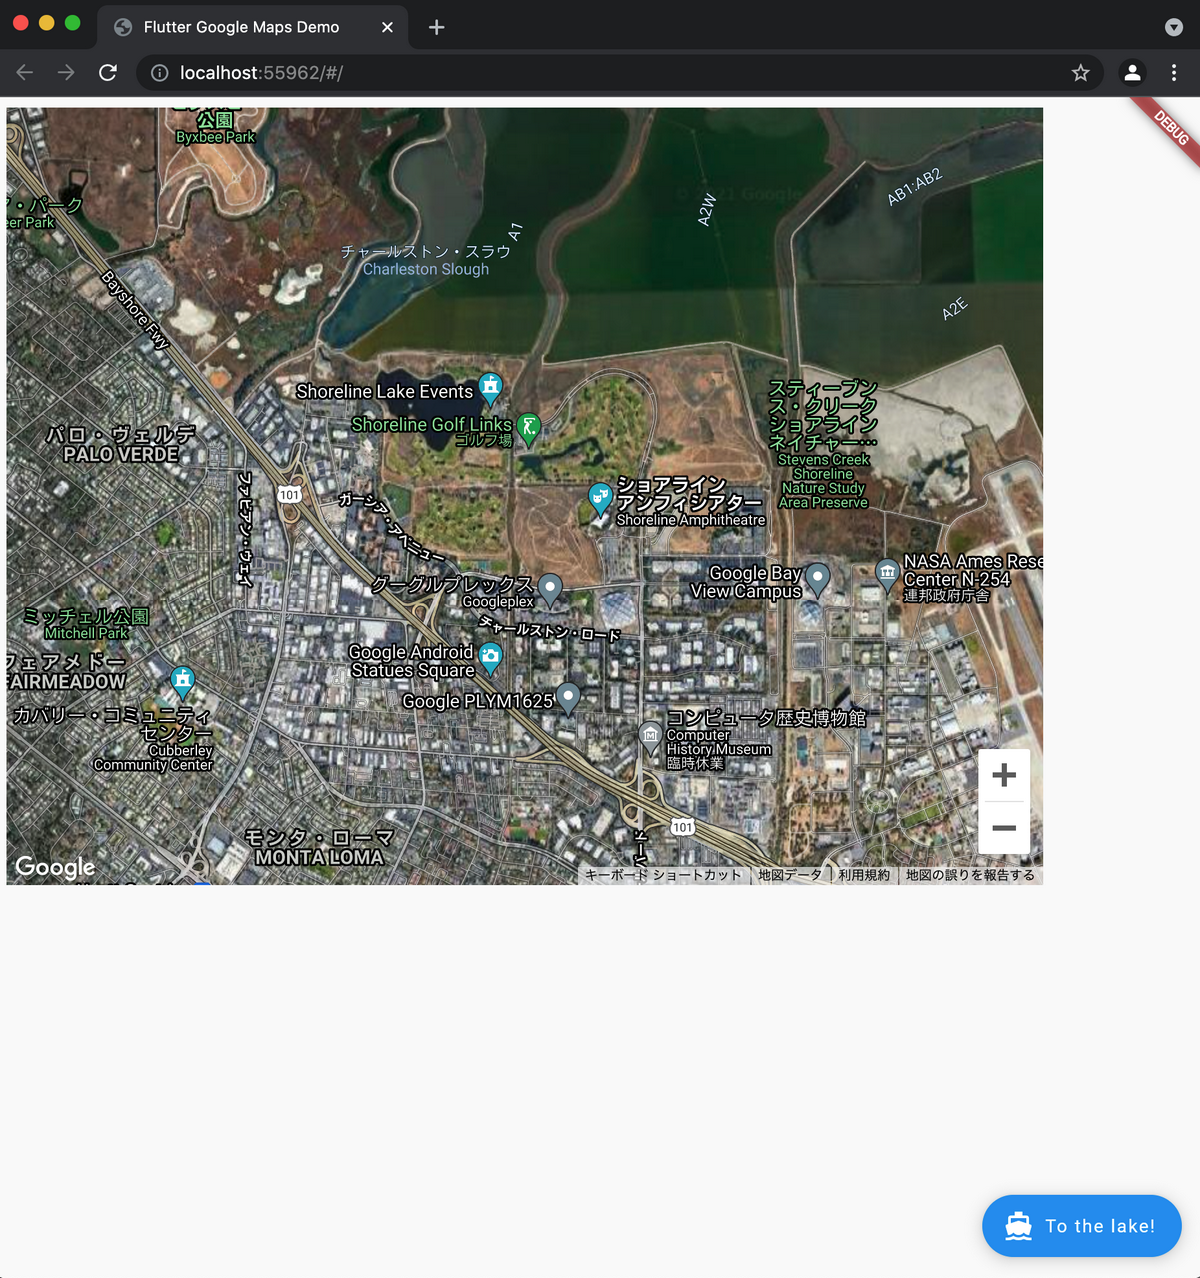 Flutter Google Maps Demo
localhost:55962/#/
DEBUG
公園
Byxbee Park
・パーク
eer Park
© 2021 Google
A1
A2W
AB1:AB2
A2E
チャールストン・スラウ
Charleston Slough
Bayshore Fwy
Shoreline Lake Events
Shoreline Golf Links
ゴルフ場
スティーブン
ス・クリーク
ショアライン
ネイチャー…
Stevens Creek
Shoreline
Nature Study
Area Preserve
パロ・ヴェルデ
PALO VERDE
ファビアン・ウェイ
101
ガーシア・アベニュー
ショアライン
アンフィシアター
Shoreline Amphitheatre
グーグルプレックス
Googleplex
Google Bay
View Campus
NASA Ames Rese
Center N-254
連邦政府庁舎
チャールストン・ロード
ミッチェル公園
Mitchell Park
フェアメドー
FAIRMEADOW
Google Android
Statues Square
Google PLYM1625
カバリー・コミュニティ
センター
Cubberley
Community Center
コンピュータ歴史博物館
Computer
History Museum
臨時休業
101
モンタ・ローマ
MONTA LOMA
+
−
Google
キーボード ショートカット
地図データ
利用規約
地図の誤りを報告する
To the lake!